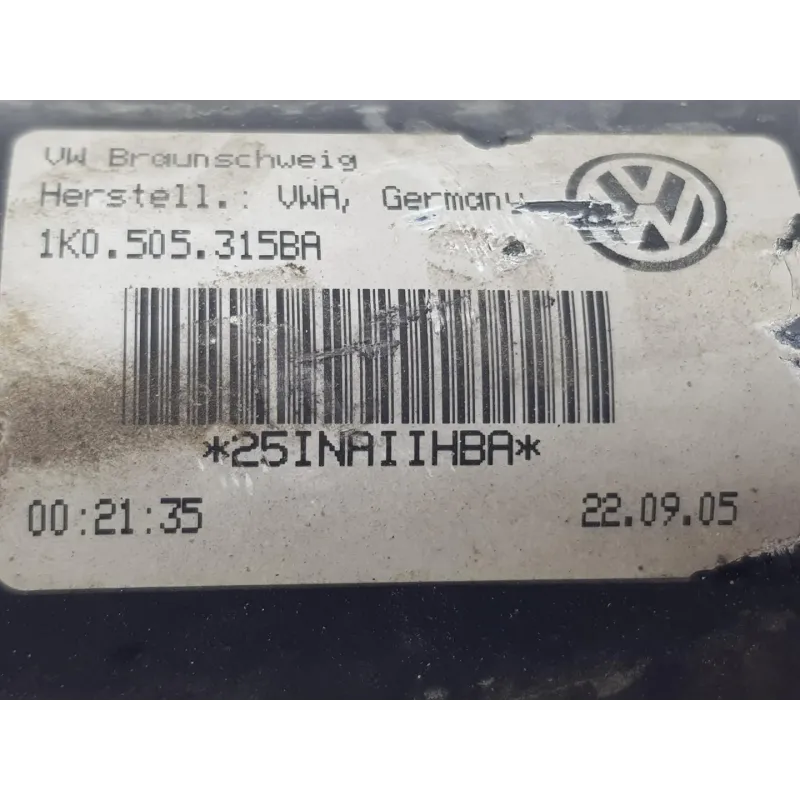 VW Braunschweig
Herstell.: VWA, Germany
1K0.505.315BA
*25INAIIHBA*
00:21:35
22.09.05